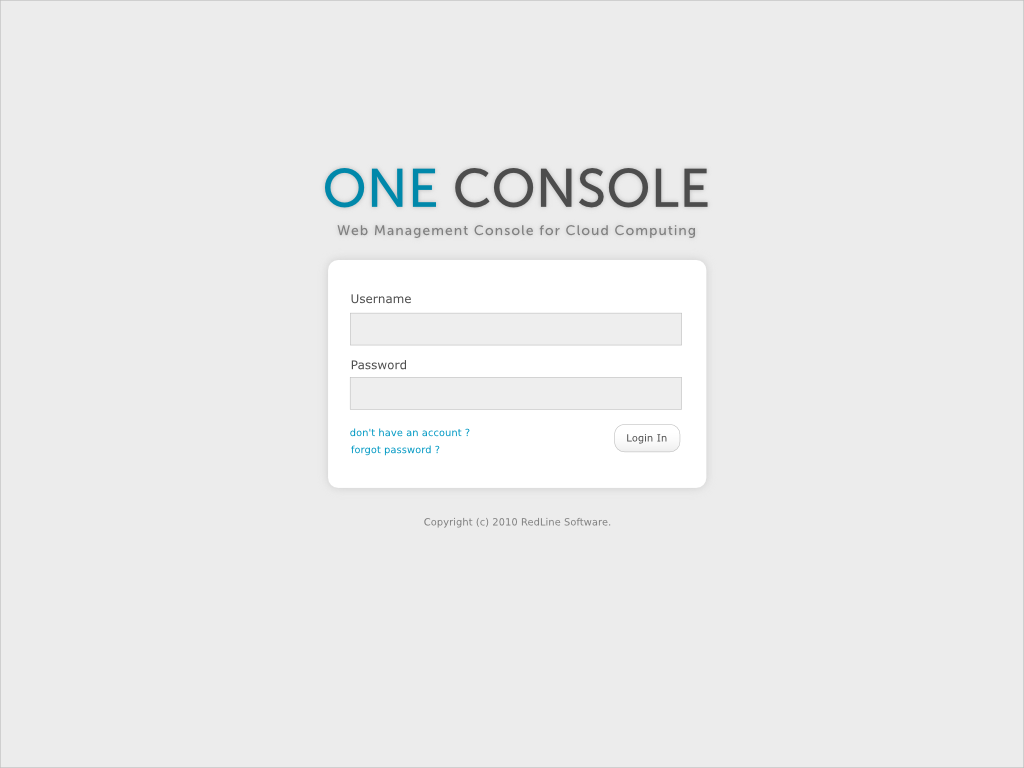 ONE CONSOLE
Web Management Console for Cloud Computing
Username
Password
don't have an account ?
Login In
forgot password ?
Copyright (c) 2010 RedLine Software.